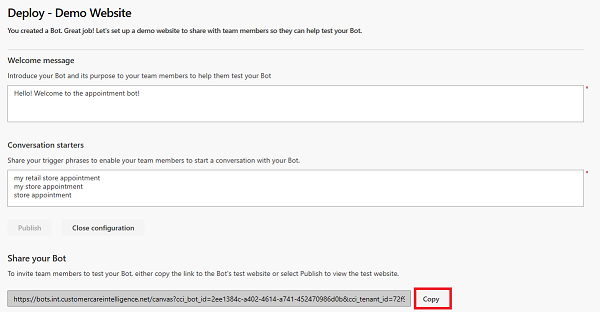 Deploy - Demo Website
You created a Bot. Great job! Let's set up a demo website to share with team members so they can help test your Bot.
Welcome message
Introduce your Bot and its purpose to your team members to help them test your Bot
Hello! Welcome to the appointment bot!
*
Conversation starters
Share your trigger phrases to enable your team members to start a conversation with your Bot.
my retail store appointment
*
my store appointment
store appointment
Publish Close configuration
Share your Bot
To invite team members to test your Bot, either copy the link to the Bot's test website or select Publish to view the test website.
https://bots.int.customercareintelligence.net/canvas?cci_bot_id=2ee1384c-a402-4614-a741-452470986d0b&cci_tenant_id=72f9 Copy